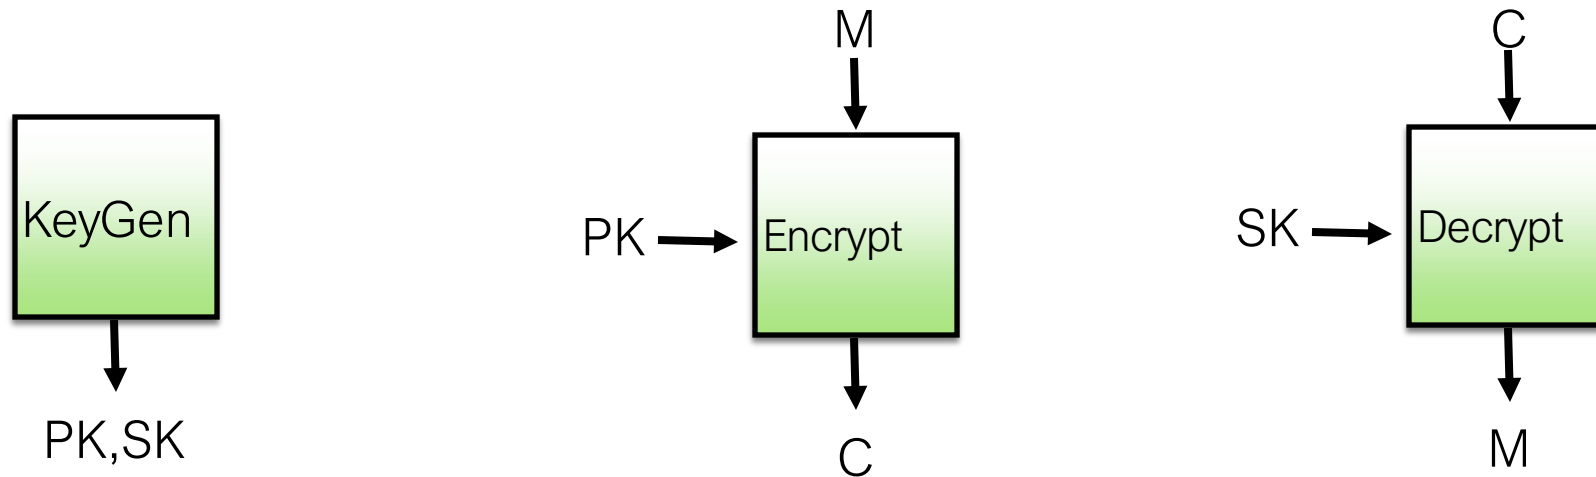 KeyGen
PK,SK
M
PK
Encrypt
C
C
SK
Decrypt
M